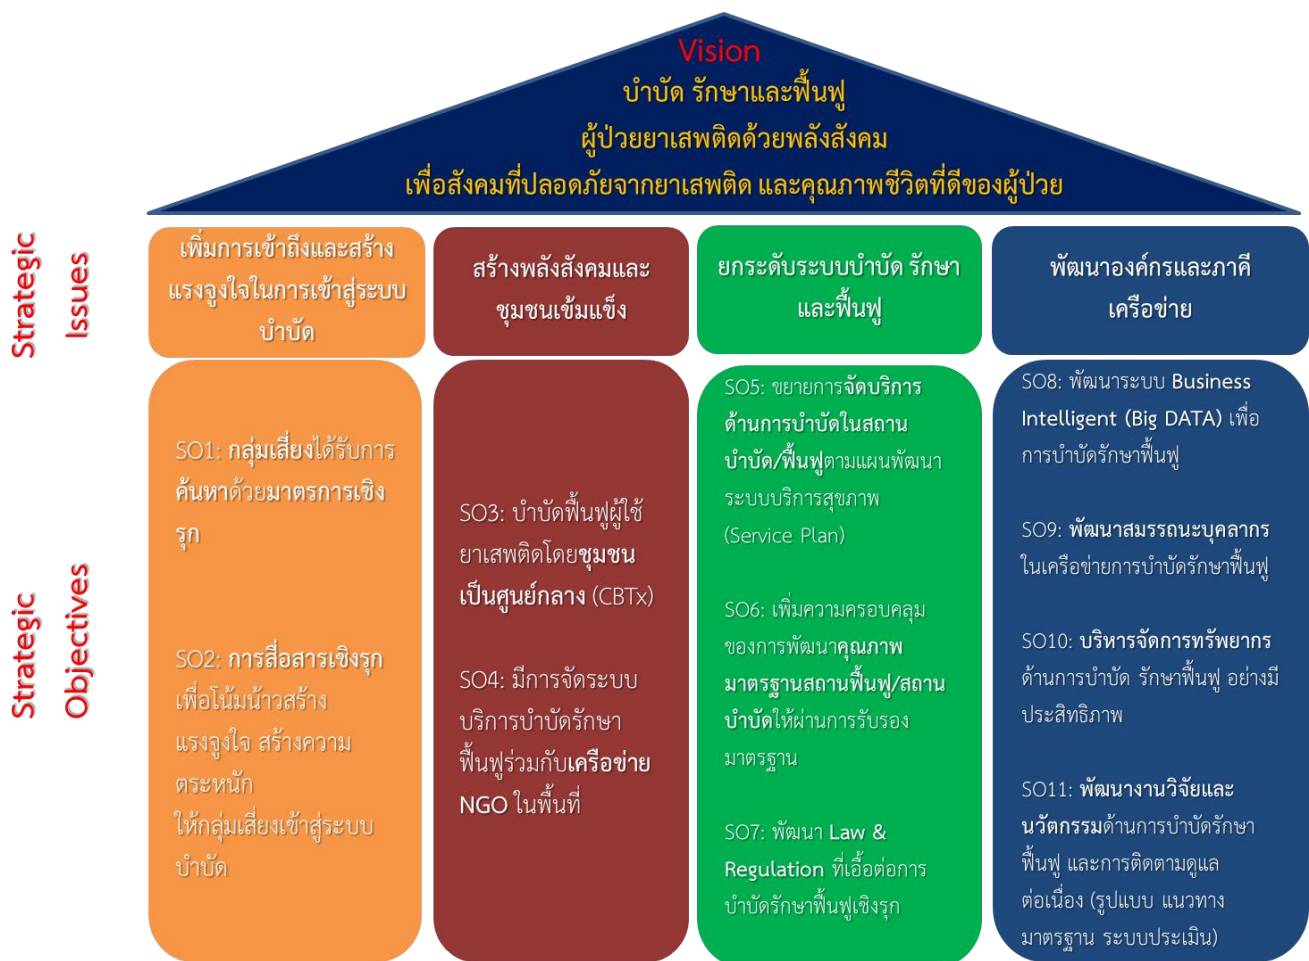 Vision
บำบัด รักษาและฟื้นฟู
ผู้ป่วยยาเสพติดด้วยพลังสังคม
เพื่อสังคมที่ปลอดภัยจากยาเสพติด และคุณภาพชีวิตที่ดีของผู้ป่วย
Strategic
Issues
เพิ่มการเข้าถึงและสร้าง
แรงจูงใจในการเข้าสู่ระบบ
บำบัด
สร้างพลังสังคมและ
ชุมชนเข้มแข็ง
ยกระดับระบบบำบัด รักษา
และฟื้นฟู
พัฒนาองค์กรและภาคี
เครือข่าย
Strategic
Objectives
SO1: กลุ่มเสี่ยงได้รับการ
ค้นหาด้วยมาตรการเชิง
รุก
SO2: การสื่อสารเชิงรุก
เพื่อโน้มน้าวสร้าง
แรงจูงใจ สร้างความ
ตระหนัก
ให้กลุ่มเสี่ยงเข้าสู่ระบบ
บำบัด
SO3: บำบัดฟื้นฟูผู้ใช้
ยาเสพติดโดยชุมชน
เป็นศูนย์กลาง (CBTx)
SO4: มีการจัดระบบ
บริการบำบัดรักษา
ฟื้นฟูร่วมกับเครือข่าย
NGO ในพื้นที่
SO5: ขยายการจัดบริการ
ด้านการบำบัดในสถาน
บำบัด/ฟื้นฟูตามแผนพัฒนา
ระบบบริการสุขภาพ
(Service Plan)
SO6: เพิ่มความครอบคลุม
ของการพัฒนาคุณภาพ
มาตรฐานสถานฟื้นฟู/สถาน
บำบัดให้ผ่านการรับรอง
มาตรฐาน
SO7: พัฒนา Law &
Regulation ที่เอื้อต่อการ
บำบัดรักษาฟื้นฟูเชิงรุก
SO8: พัฒนาระบบ Business
Intelligent (Big DATA) เพื่อ
การบำบัดรักษาฟื้นฟู
SO9: พัฒนาสมรรถนะบุคลากร
ในเครือข่ายการบำบัดรักษาฟื้นฟู
SO10: บริหารจัดการทรัพยากร
ด้านการบำบัด รักษาฟื้นฟู อย่างมี
ประสิทธิภาพ
SO11: พัฒนางานวิจัยและ
นวัตกรรมด้านการบำบัดรักษา
ฟื้นฟู และการติดตามดูแล
ต่อเนื่อง (รูปแบบ แนวทาง
มาตรฐาน ระบบประเมิน)